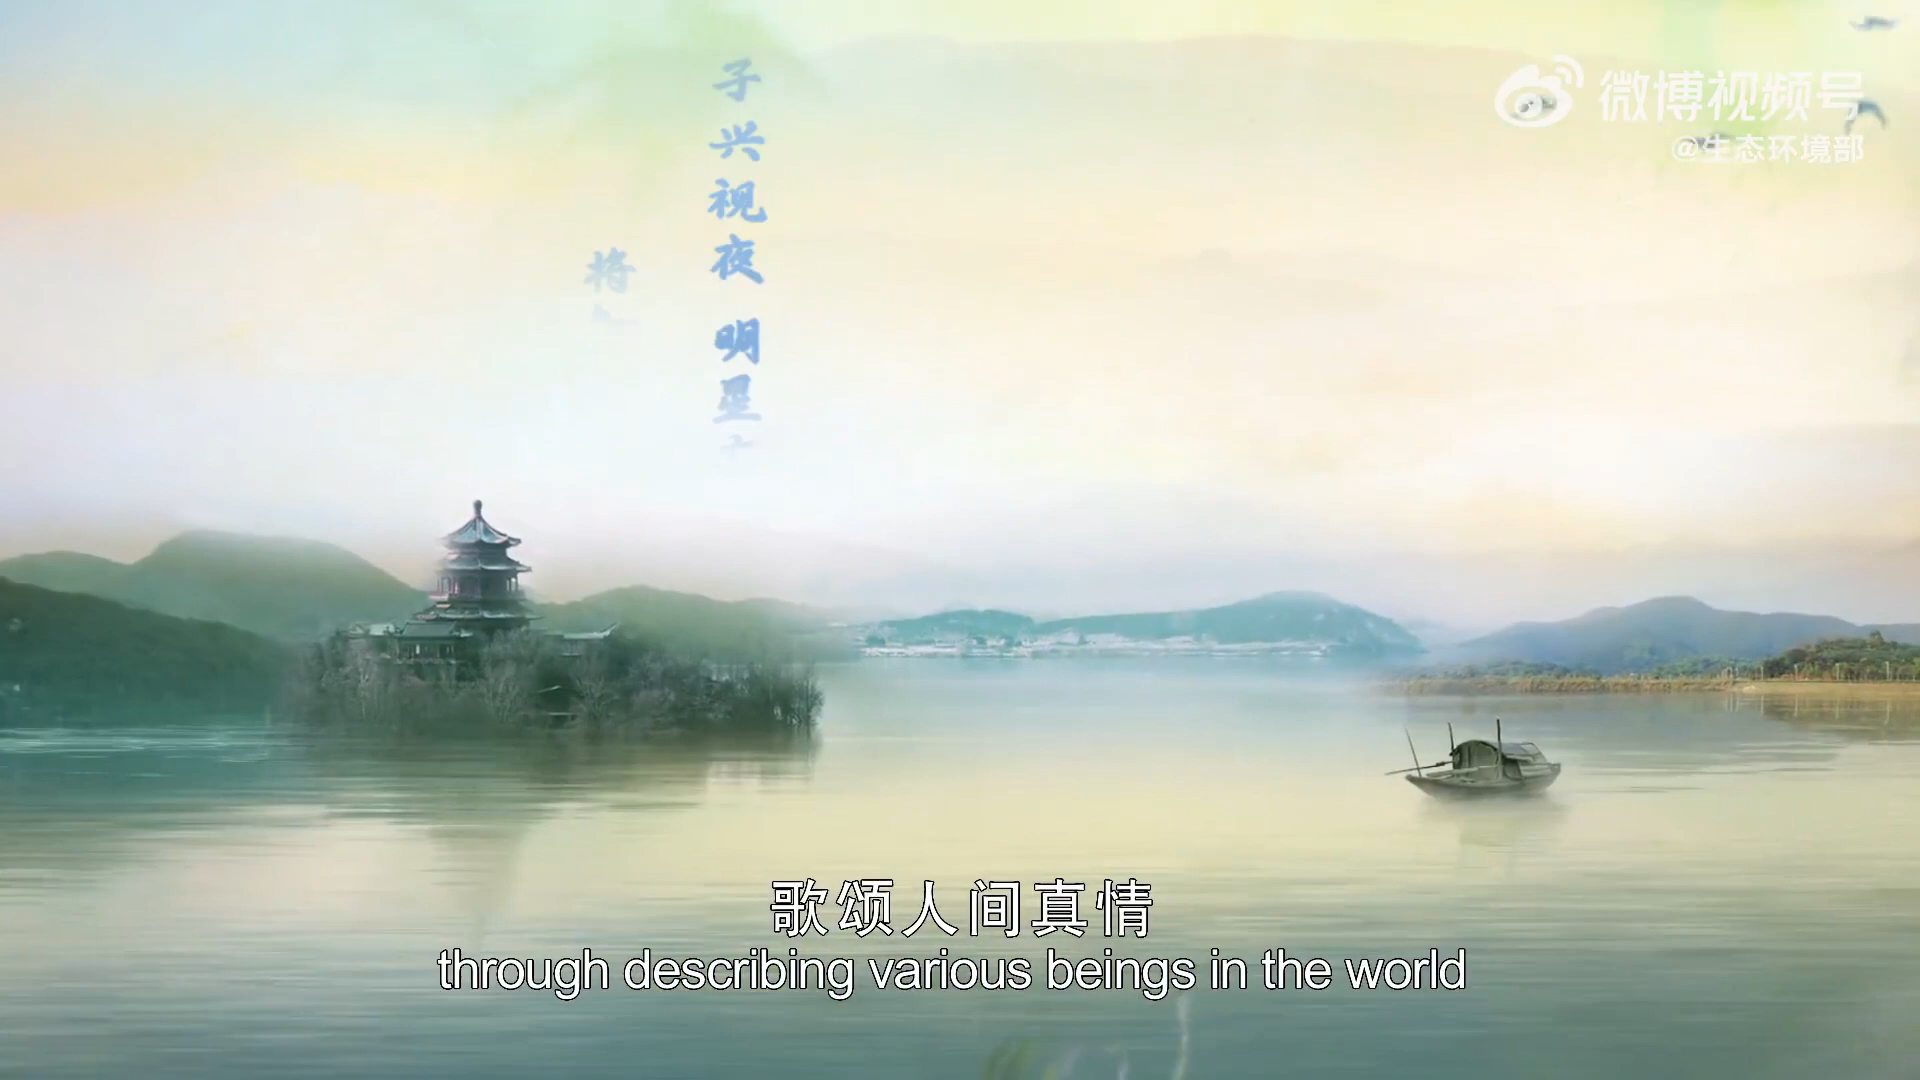 微博视频号
@生态环境部
子兴视夜 明星
将
歌颂人间真情
through describing various beings in the world